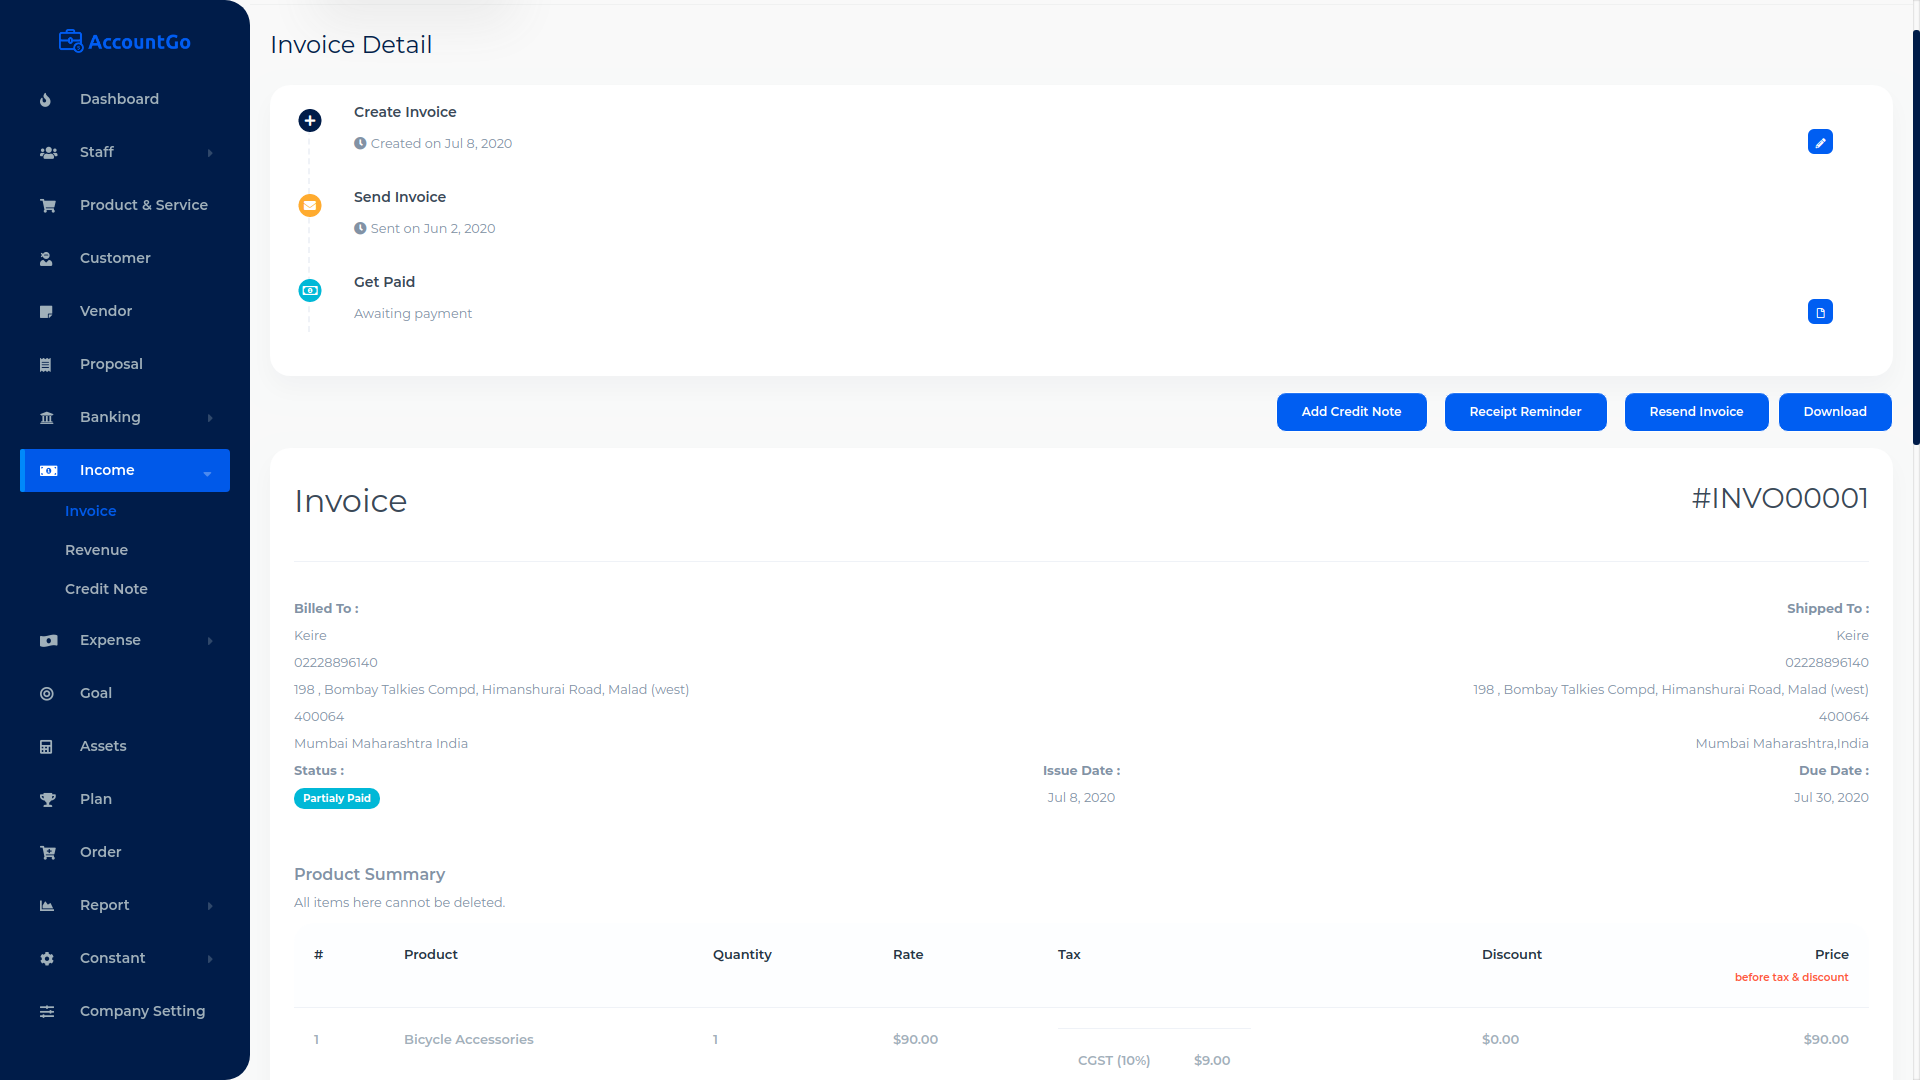 AccountGo
Dashboard
Staff
Product & Service
Customer
Vendor
Proposal
Banking
Income
Invoice
Revenue
Credit Note
Expense
Goal
Assets
Plan
Order
Report
Constant
Company Setting
Invoice Detail
Create Invoice
Created on Jul 8, 2020
Send Invoice
Sent on Jun 2, 2020
Get Paid
Awaiting payment
Add Credit Note Receipt Reminder Resend Invoice Download
Invoice #INVO00001
Billed To : Shipped To :
Keire Keire
02228896140 02228896140
198 , Bombay Talkies Compd, Himanshurai Road, Malad (west) 198 , Bombay Talkies Compd, Himanshurai Road, Malad (west)
400064 400064
Mumbai Maharashtra India Mumbai Maharashtra,India
Status : Issue Date : Due Date :
Partialy Paid Jul 8, 2020 Jul 30, 2020
Product Summary
All items here cannot be deleted.
# Product Quantity Rate Tax Discount Price
before tax & discount
1 Bicycle Accessories 1 $90.00 $0.00 $90.00
CGST (10%) $9.00